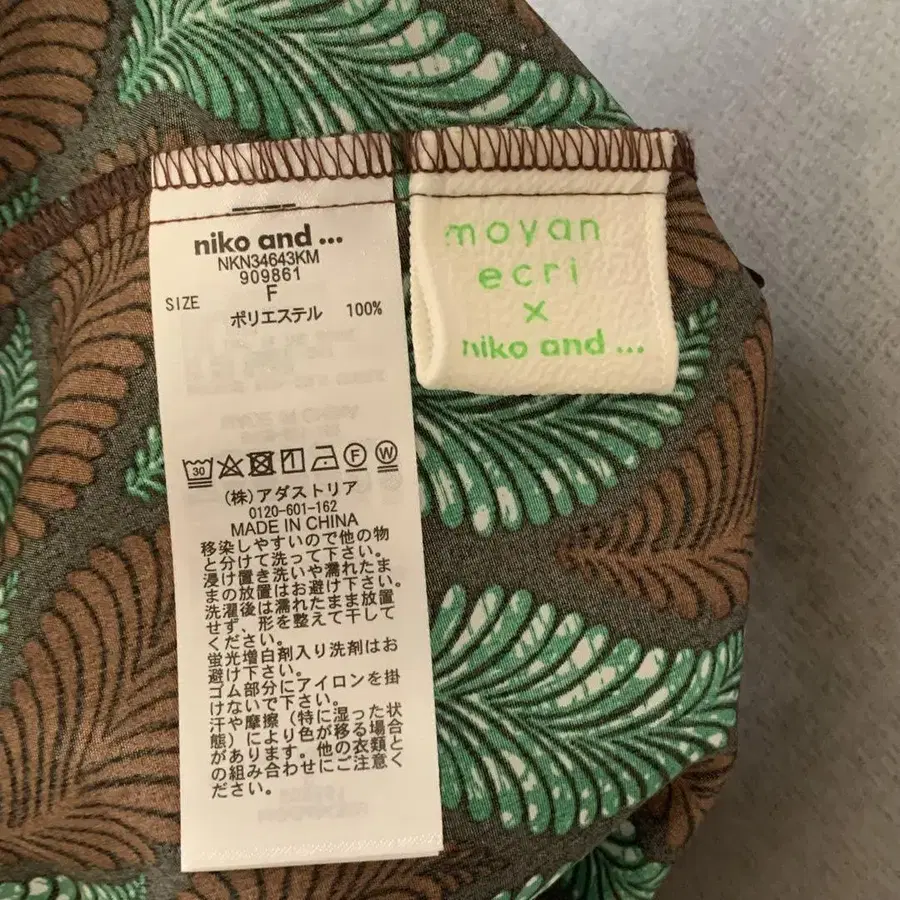 niko and ...
NKN34643KM
909861
F
SIZE
ポリエステル 100%
30
F W
(株)アダストリア
0120-601-162
MADE IN CHINA
移染しやすいので他の物
と分けて洗って下さい。
浸け置き洗いや濡れたま
まの放置はお避け下さい。
洗濯後は濡れたまま放置
せず、形を整えて干して
ください。
蛍光増白剤入り洗剤はお
避け下さい。
ゴム部分にアイロンを掛
けないで下さい。
汗や摩擦(特に湿った状
態)により色が移る場合
があります。他の衣類と
の組み合わせにご注意く
ださい。
moyan
ecri
x
niko and ...